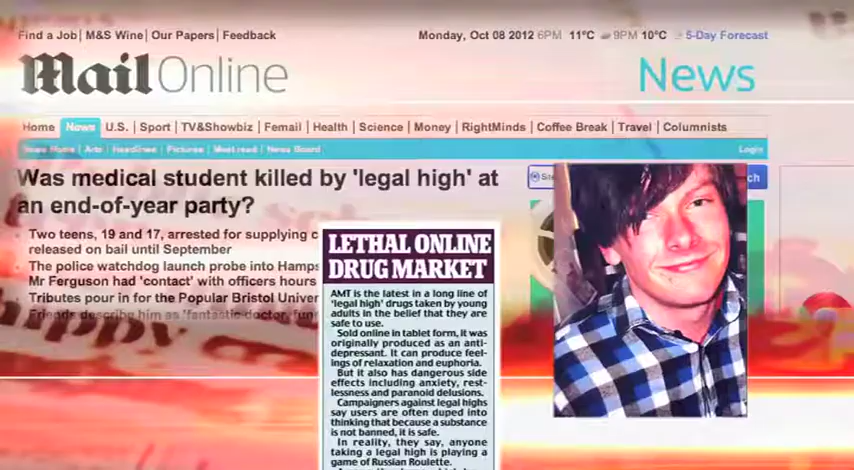 Find a Job | M&S Wine | Our Papers | Feedback
Monday, Oct 08 2012 6PM 11°C 9PM 10°C 5-Day Forecast
Mail Online
News
Home News U.S. | Sport | TV&Showbiz | Femail | Health | Science | Money | RightMinds | Coffee Break | Travel | Columnists
News Home | Arts | Headlines | Pictures | Most read | News Board
Login
Was medical student killed by 'legal high' at
an end-of-year party?
Two teens, 19 and 17, arrested for supplying
released on bail until September
The police watchdog launch probe into
Mr Ferguson had 'contact' with officers hours
Tributes pour in for the Popular Bristol
Friends describe him as 'fantastic doctor,
LETHAL ONLINE
DRUG MARKET
AMT is the latest in a long line of
'legal high' drugs taken by young
adults in the belief that they are
safe to use.
Sold online in tablet form, it was
originally produced as an anti-
depressant. It can produce feel-
ings of relaxation and euphoria.
But it also has dangerous side
effects including anxiety, rest-
lessness and paranoid delusions.
Campaigners against legal highs
say users are often duped into
thinking that because a substance
is not banned, it is safe.
In reality, they say, anyone
taking a legal high is playing a
game of Russian Roulette.